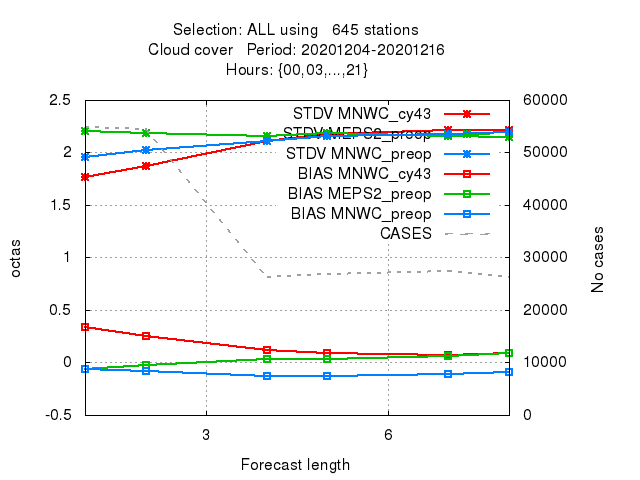 Selection: ALL using 645 stations
Cloud cover Period: 20201204-20201216
Hours: {00,03,...,21}
2.5
2
1.5
1
0.5
0
-0.5
octas
60000
50000
40000
30000
20000
10000
0
No cases
STDV MNWC_cy43
STDV MEPS2_preop
STDV MNWC_preop
BIAS MNWC_cy43
BIAS MEPS2_preop
BIAS MNWC_preop
CASES
3
6
Forecast length